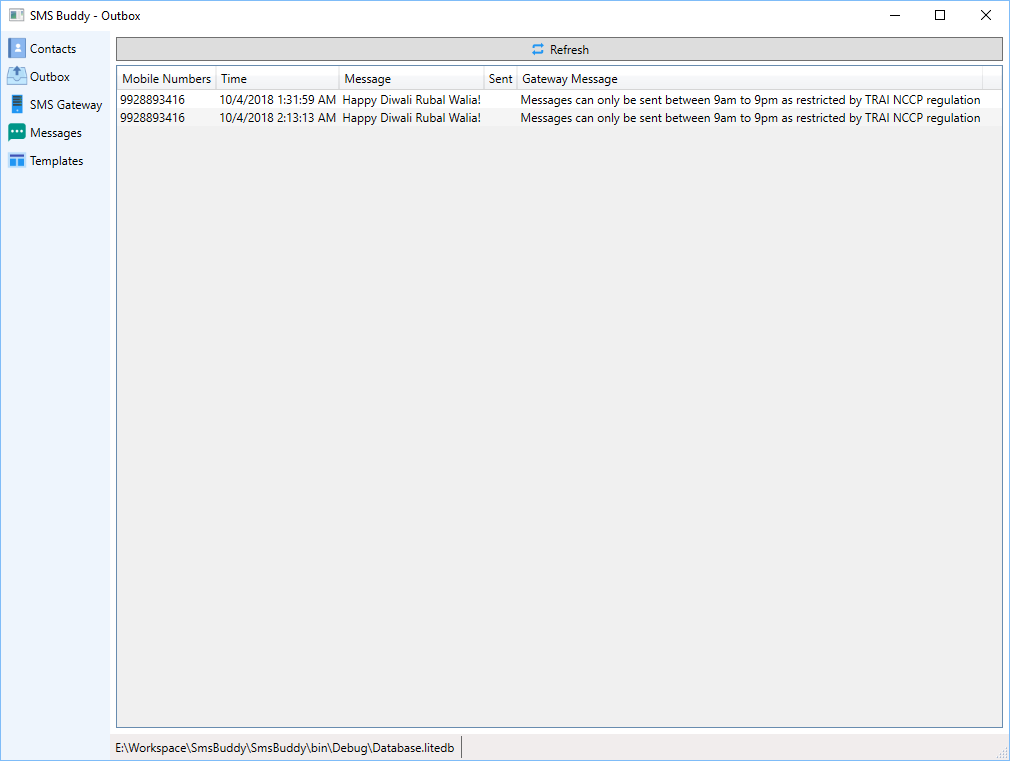 SMS Buddy - Outbox
Contacts
Outbox
SMS Gateway
Messages
Templates
Refresh
Mobile Numbers Time Message Sent Gateway Message
9928893416 10/4/2018 1:31:59 AM Happy Diwali Rubal Walia! Messages can only be sent between 9am to 9pm as restricted by TRAI NCCP regulation
9928893416 10/4/2018 2:13:13 AM Happy Diwali Rubal Walia! Messages can only be sent between 9am to 9pm as restricted by TRAI NCCP regulation
E:\Workspace\SmsBuddy\SmsBuddy\bin\Debug\Database.litedb